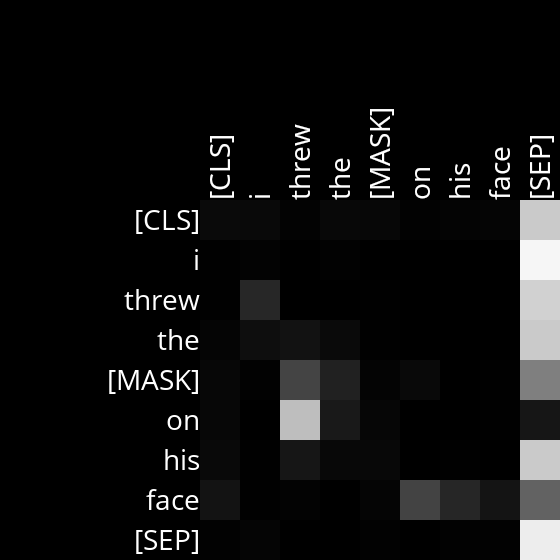 [CLS] i threw the [MASK] on his face [SEP]
[CLS]
i
threw
the
[MASK]
on
his
face
[SEP]